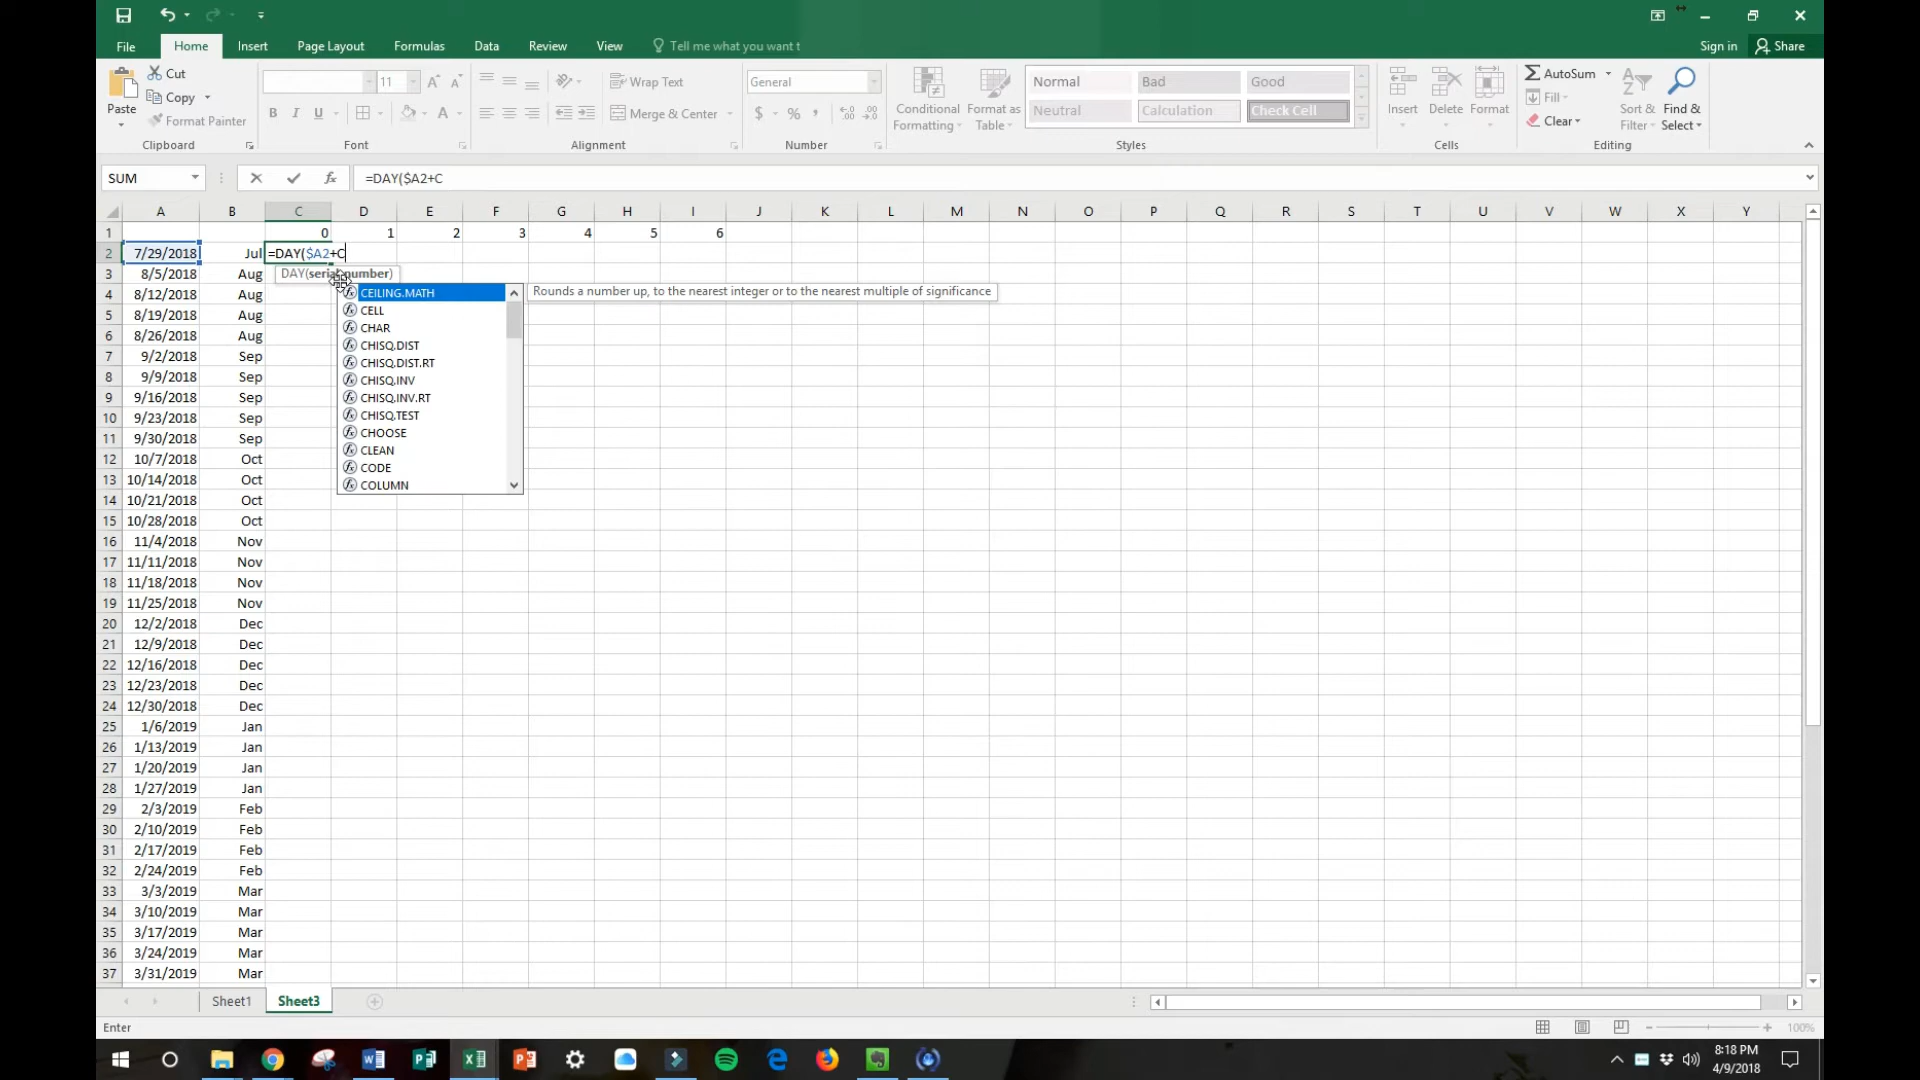 File Home Insert Page Layout Formulas Data Review View Tell me what you want t Sign in Share
Paste Cut Copy Format Painter Clipboard
11 B I U Font
Wrap Text Merge & Center Alignment
General $ % , Number
Conditional Formatting Format as Table
Normal Bad Good
Neutral Calculation Check Cell
Styles
Insert Delete Format Cells
AutoSum Fill Clear Sort & Filter Find & Select Editing
SUM fx =DAY($A2+C
A B C D E F G H I J K L M N O P Q R S T U V W X Y
1 0 1 2 3 4 5 6
2 7/29/2018 Jul =DAY($A2+C
3 8/5/2018 Aug DAY(serial_number)
CEILING.MATH Rounds a number up, to the nearest integer or to the nearest multiple of significance
4 8/12/2018 Aug CELL
5 8/19/2018 Aug CHAR
6 8/26/2018 Aug CHISQ.DIST
7 9/2/2018 Sep CHISQ.DIST.RT
8 9/9/2018 Sep CHISQ.INV
9 9/16/2018 Sep CHISQ.INV.RT
10 9/23/2018 Sep CHISQ.TEST
11 9/30/2018 Sep CHOOSE
12 10/7/2018 Oct CLEAN
CODE
13 10/14/2018 Oct COLUMN
14 10/21/2018 Oct
15 10/28/2018 Oct
16 11/4/2018 Nov
17 11/11/2018 Nov
18 11/18/2018 Nov
19 11/25/2018 Nov
20 12/2/2018 Dec
21 12/9/2018 Dec
22 12/16/2018 Dec
23 12/23/2018 Dec
24 12/30/2018 Dec
25 1/6/2019 Jan
26 1/13/2019 Jan
27 1/20/2019 Jan
28 1/27/2019 Jan
29 2/3/2019 Feb
30 2/10/2019 Feb
31 2/17/2019 Feb
32 2/24/2019 Feb
33 3/3/2019 Mar
34 3/10/2019 Mar
35 3/17/2019 Mar
36 3/24/2019 Mar
37 3/31/2019 Mar
Sheet1 Sheet3
Enter 100%
8:18 PM
4/9/2018